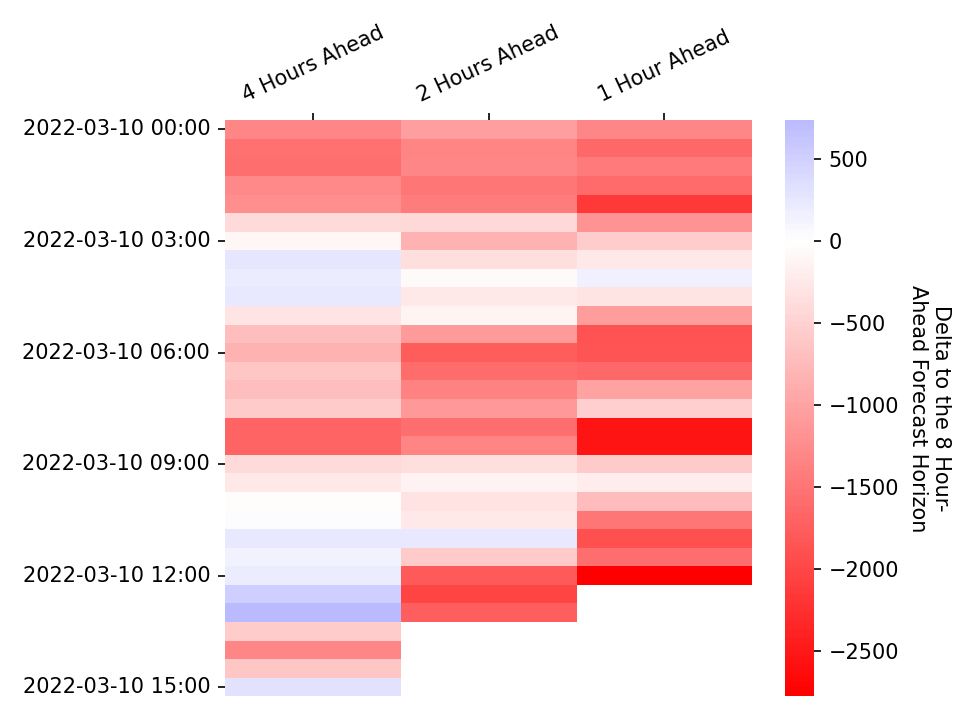 4 Hours Ahead
2 Hours Ahead
1 Hour Ahead
2022-03-10 00:00
2022-03-10 03:00
2022-03-10 06:00
2022-03-10 09:00
2022-03-10 12:00
2022-03-10 15:00
500
0
−500
−1000
−1500
−2000
−2500
Delta to the 8 Hour-
Ahead Forecast Horizon